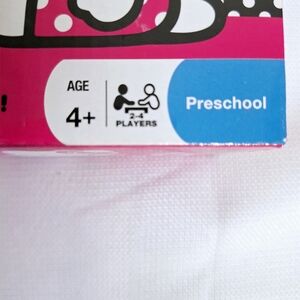 !
AGE
4+
2-4
PLAYERS
Preschool